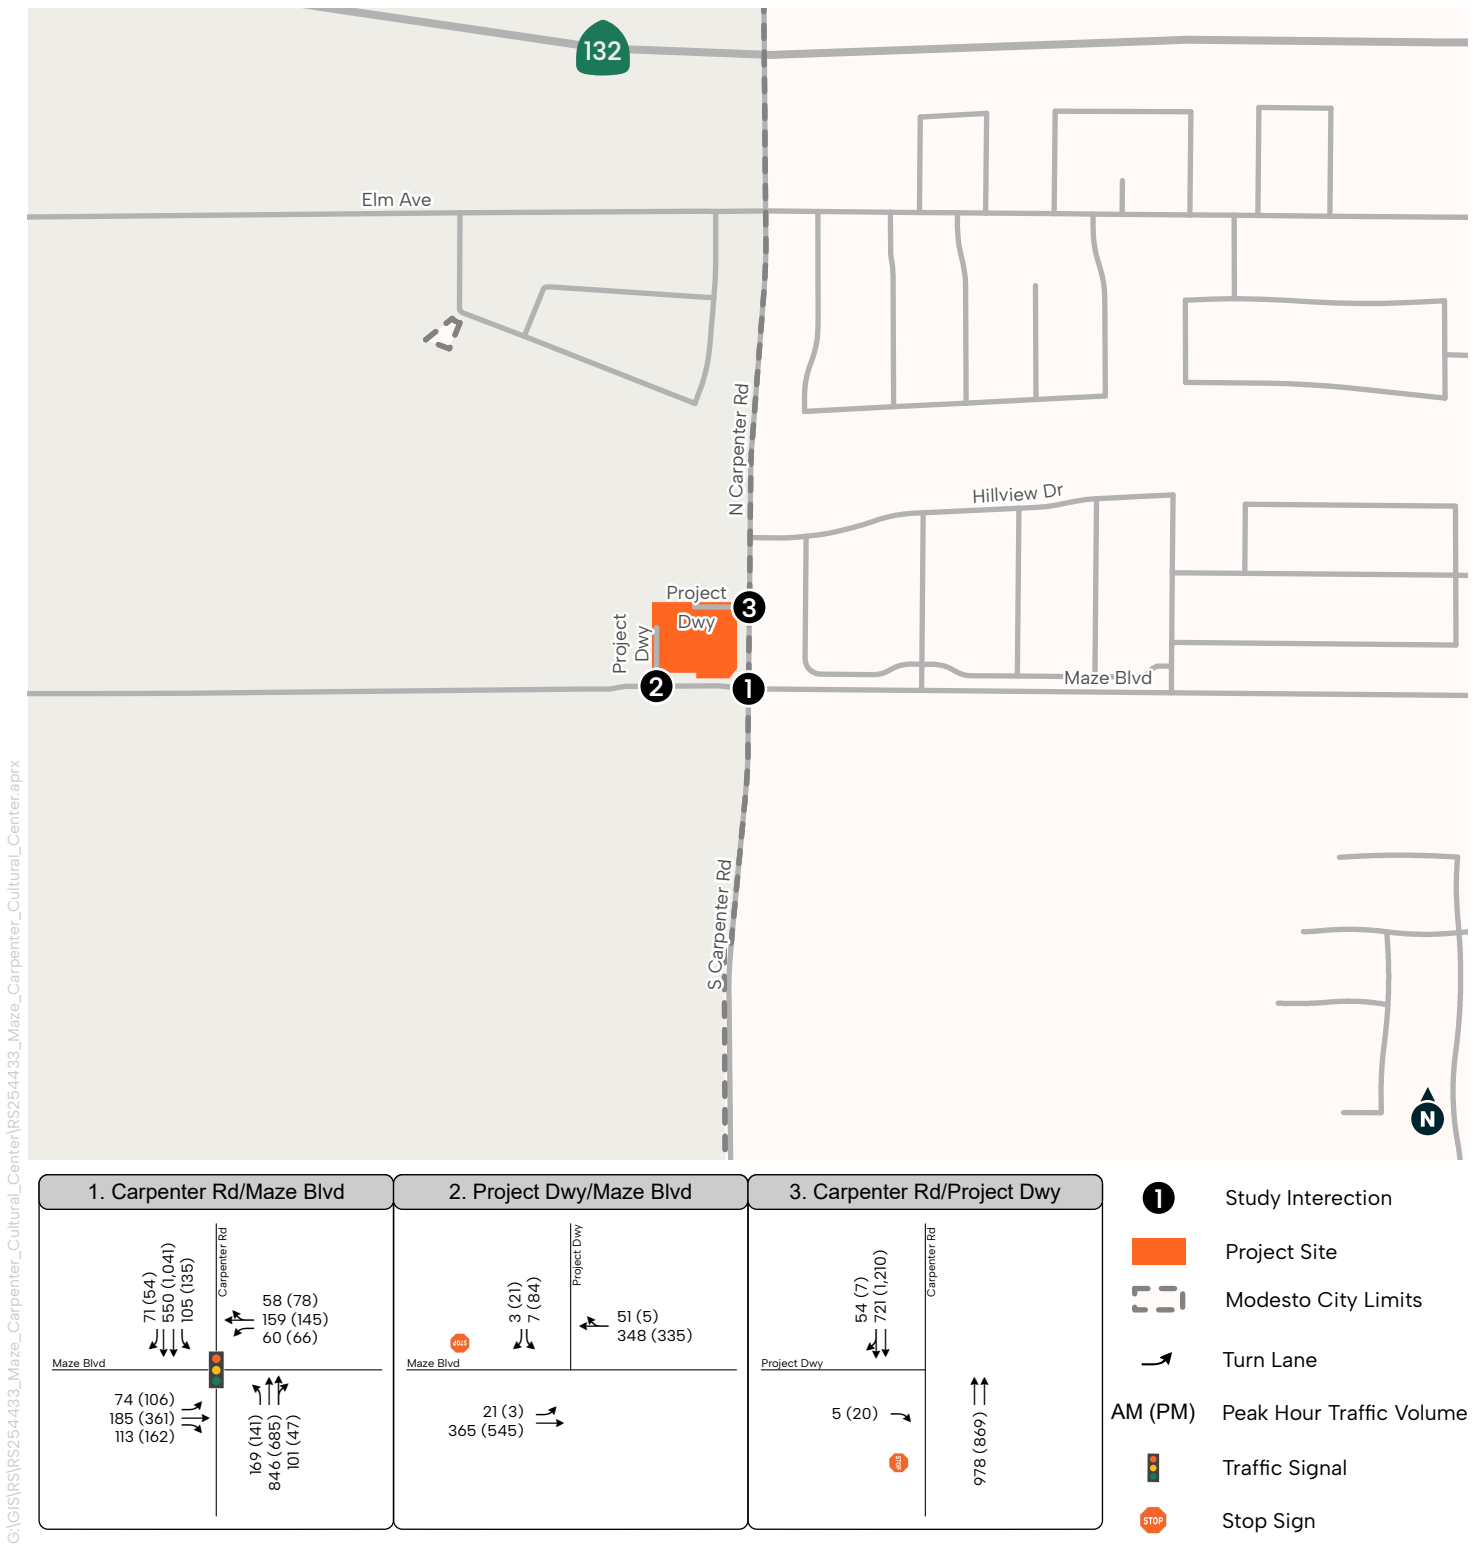 132
Elm Ave
N Carpenter Rd
Hillview Dr
Project
Dwy
3
Project
Dwy
2
1
Maze Blvd
S Carpenter Rd
N
G:\GIS\RS\RS254433_Maze_Carpenter_Cultural_Center\RS254433_Maze_Carpenter_Cultural_Center.aprx
1. Carpenter Rd/Maze Blvd
Carpenter Rd
71 (54)
550 (1,041)
105 (135)
58 (78)
159 (145)
60 (66)
Maze Blvd
74 (106)
185 (361)
113 (162)
169 (141)
846 (685)
101 (47)
2. Project Dwy/Maze Blvd
Project Dwy
3 (21)
7 (84)
51 (5)
348 (335)
STOP
Maze Blvd
21 (3)
365 (545)
3. Carpenter Rd/Project Dwy
Carpenter Rd
54 (7)
721 (1,210)
Project Dwy
5 (20)
STOP
978 (869)
1 Study Interection
Project Site
Modesto City Limits
Turn Lane
AM (PM) Peak Hour Traffic Volume
Traffic Signal
STOP Stop Sign